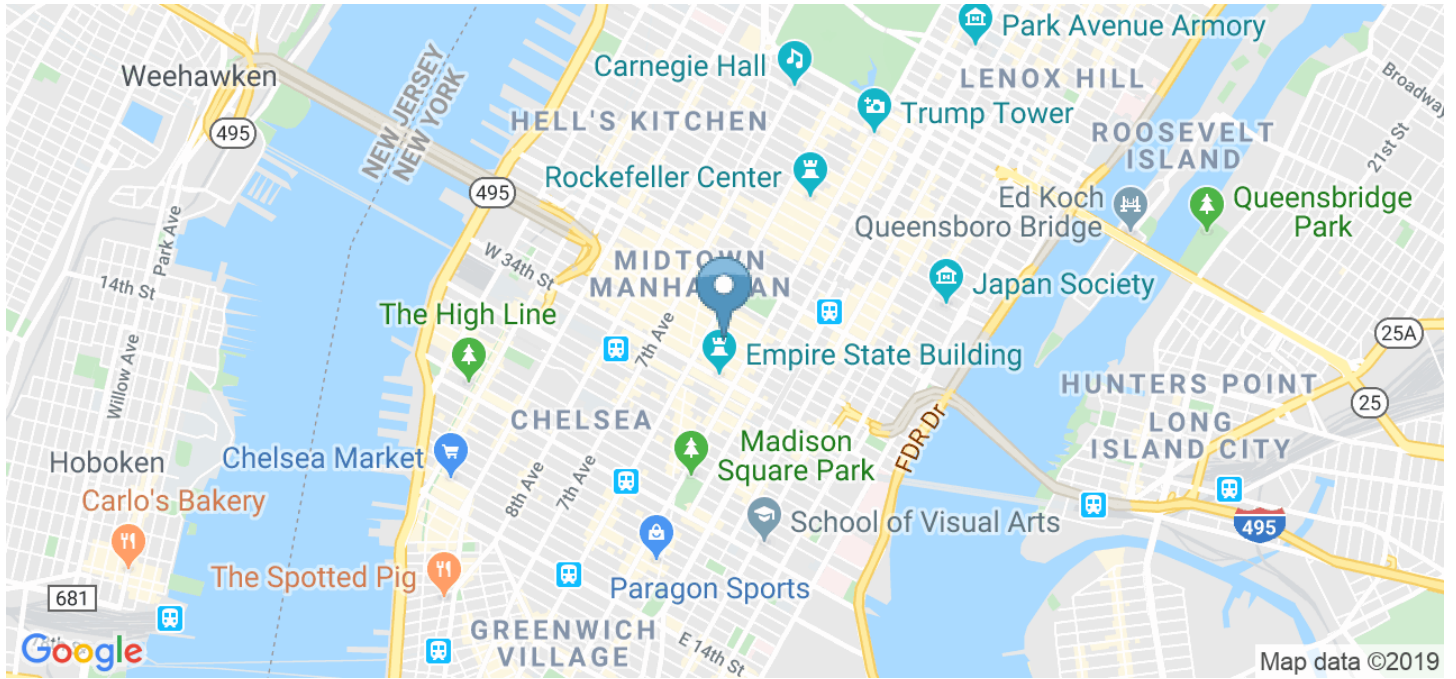 Park Avenue Armory
Carnegie Hall
Weehawken
LENOX HILL
Broadway
NEW JERSEY
NEW YORK
HELL'S KITCHEN
Trump Tower
495
ROOSEVELT
ISLAND
21st St
Rockefeller Center
495
Ed Koch
Queensboro Bridge
Queensbridge
Park
Park Ave
W 34th St
MIDTOWN
14th St
Japan Society
The High Line
7th Ave
25A
Empire State Building
Willow Ave
HUNTERS POINT
25
CHELSEA
LONG
ISLAND CITY
FDR Dr
Madison
Square Park
Hoboken
Chelsea Market
8th Ave
7th Ave
Carlo's Bakery
School of Visual Arts
495
The Spotted Pig
Paragon Sports
681
GREENWICH
VILLAGE
E 14th St
Google
Map data ©2019